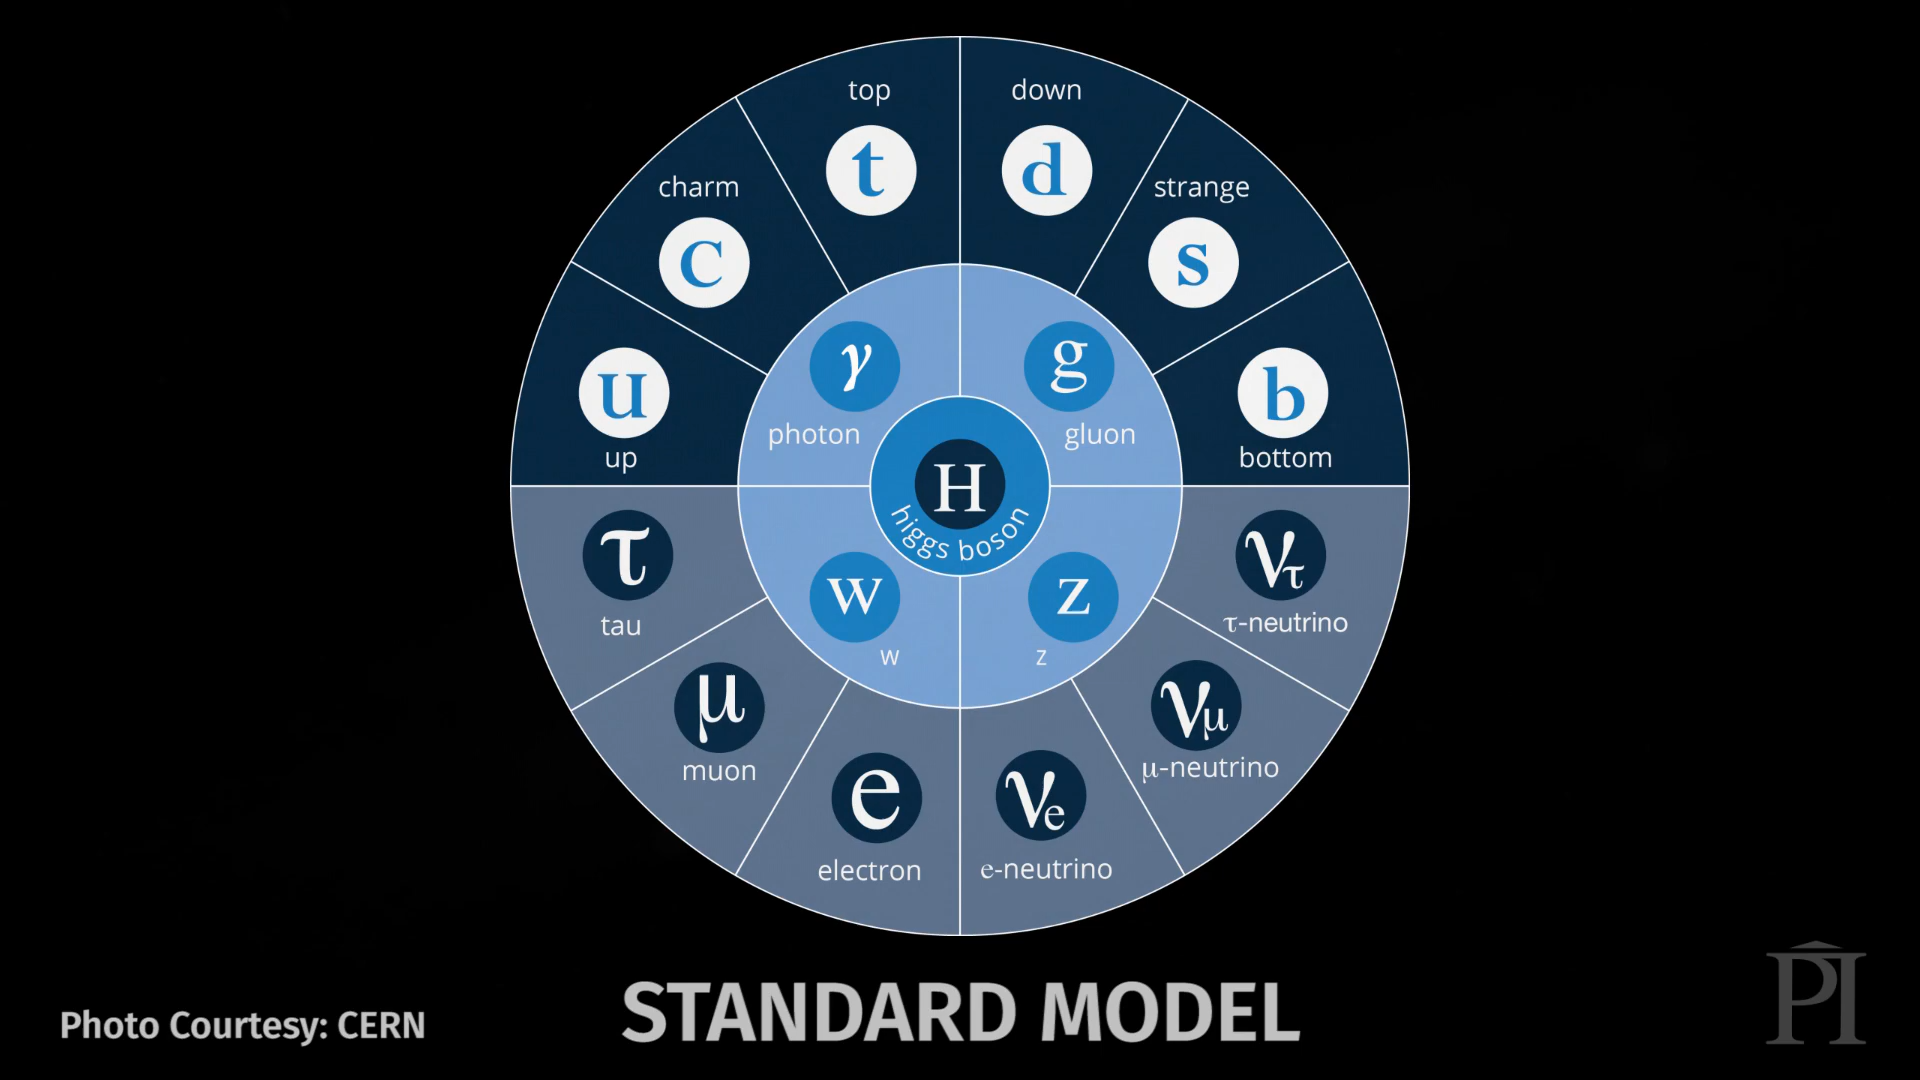 top
down
t
d
charm
strange
c
s
γ
g
u
b
photon
gluon
up
bottom
H
higgs boson
τ
ντ
tau
τ-neutrino
w
z
w
z
μ
νμ
muon
μ-neutrino
e
νe
electron
e-neutrino
STANDARD MODEL
Photo Courtesy: CERN
PI